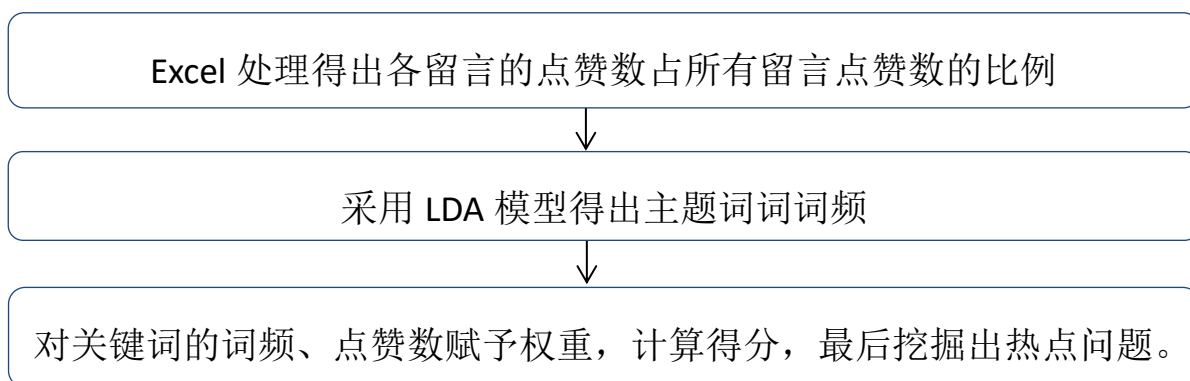 Excel 处理得出各留言的点赞数占所有留言点赞数的比例
采用 LDA 模型得出主题词词词频
对关键词的词频、点赞数赋予权重，计算得分，最后挖掘出热点问题。